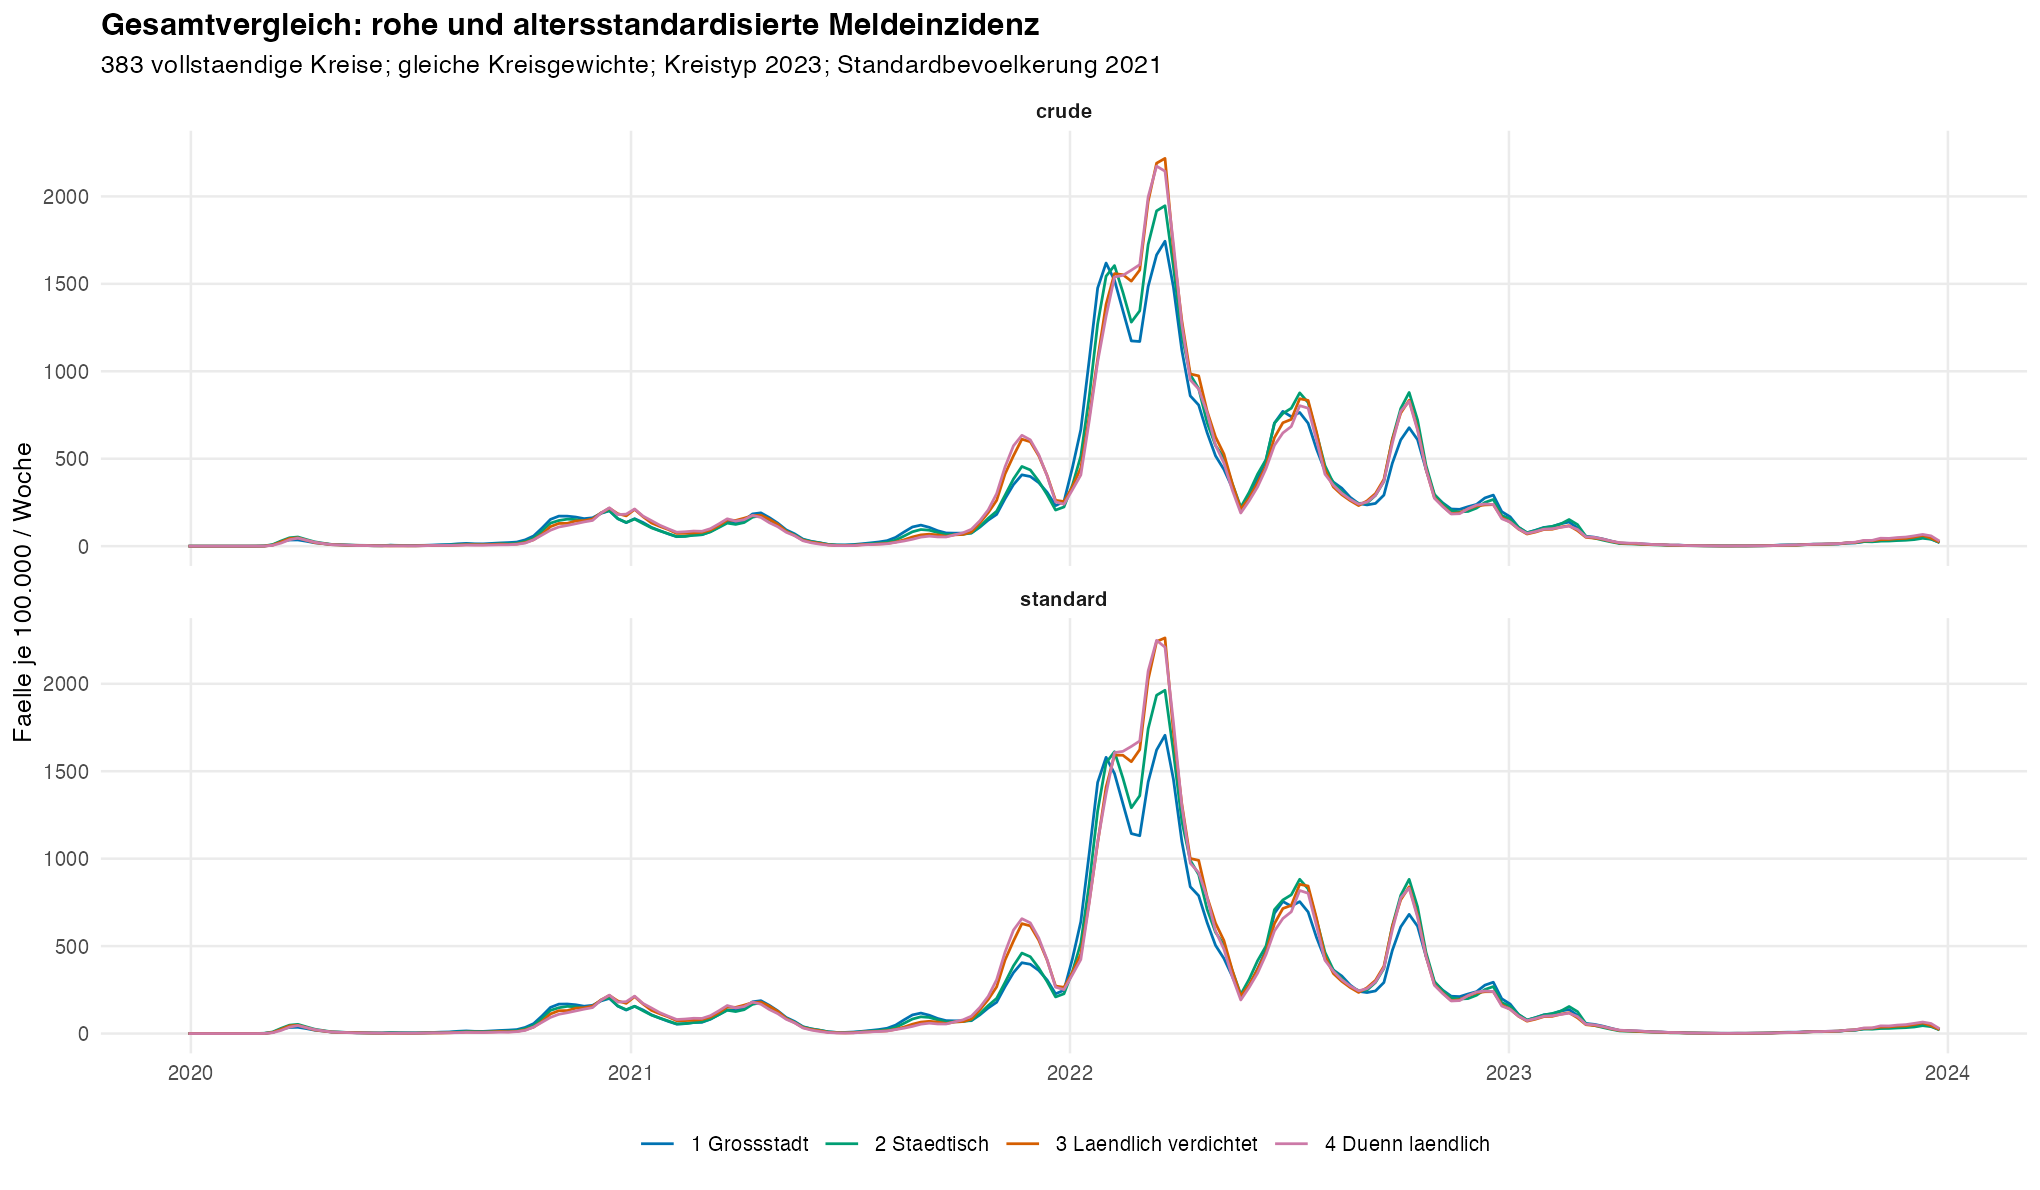 Gesamtvergleich: rohe und altersstandardisierte Meldeinzidenz
383 vollstaendige Kreise; gleiche Kreisgewichte; Kreistyp 2023; Standardbevoelkerung 2021
crude
2000
1500
1000
500
0
Faelle je 100.000 / Woche
standard
2000
1500
1000
500
0
2020 2021 2022 2023 2024
1 Grossstadt 2 Staedtisch 3 Laendlich verdichtet 4 Duenn laendlich